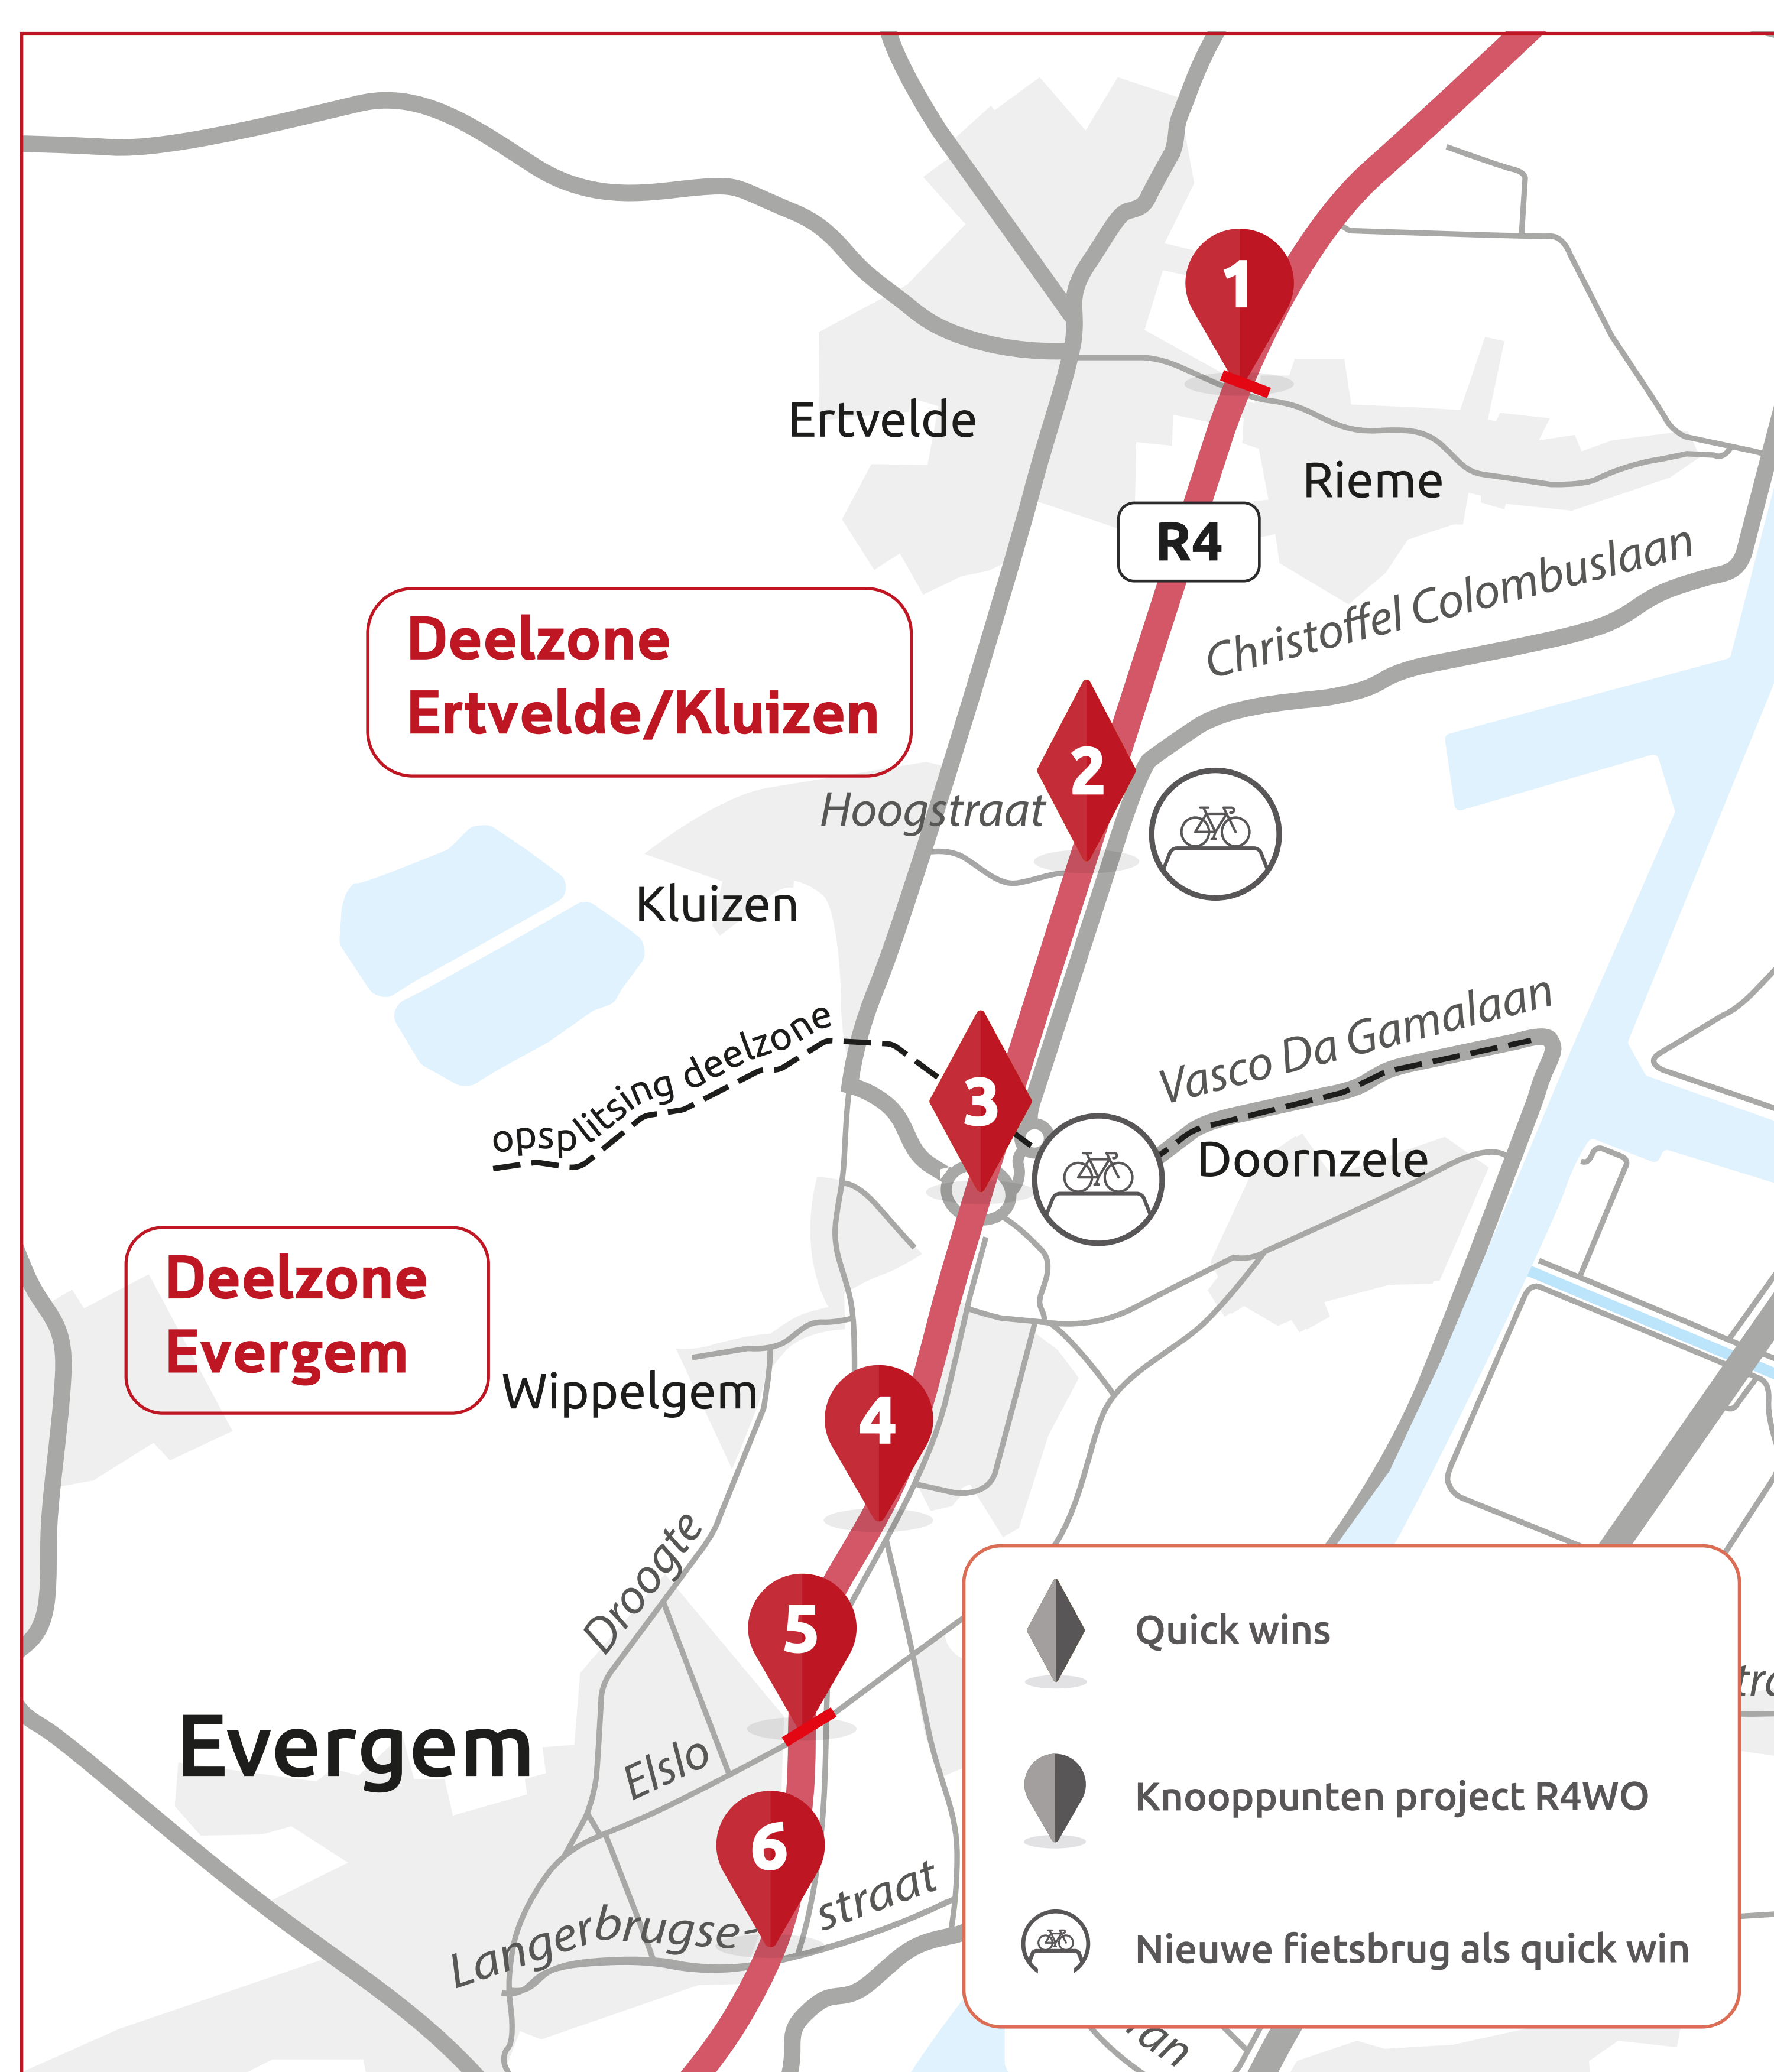 1
Ertvelde
Rieme
R4
Christoffel Colombuslaan
Deelzone
Ertvelde/Kluizen
2
Hoogstraat
Kluizen
opsplitsing deelzone
3
Vasco Da Gamalaan
Doornzele
Deelzone
Evergem
Wippelgem
4
Droogte
5
Evergem
Elslo
6
Langerbrugse-
straat
Quick wins
Knooppunten project R4WO
Nieuwe fietsbrug als quick win